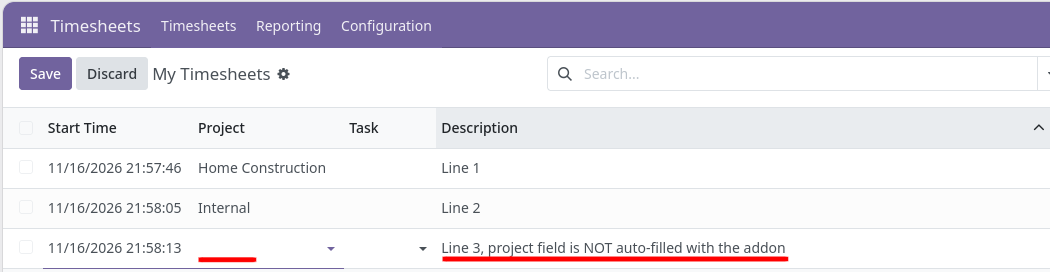 Timesheets Timesheets Reporting Configuration
Save Discard My Timesheets Search...
Start Time Project Task Description
11/16/2026 21:57:46 Home Construction Line 1
11/16/2026 21:58:05 Internal Line 2
11/16/2026 21:58:13 Line 3, project field is NOT auto-filled with the addon